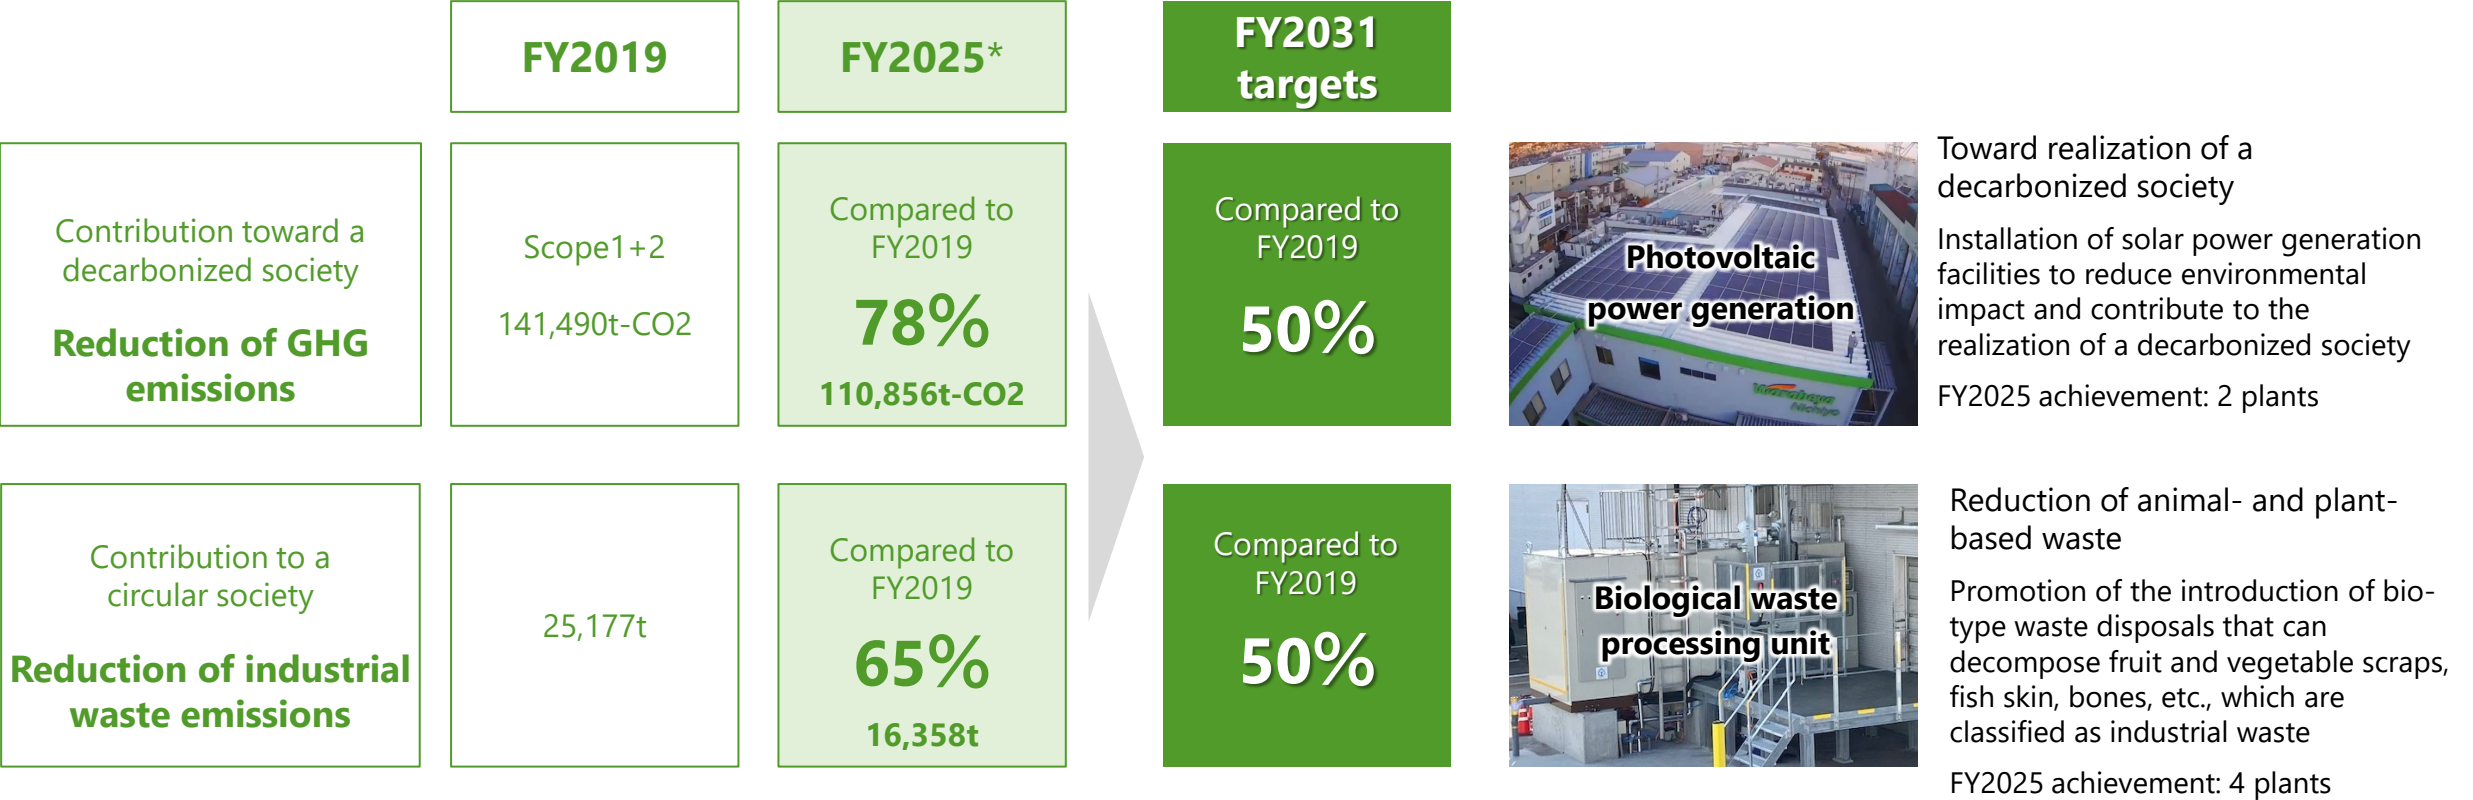 FY2019
FY2025*
FY2031
targets
Contribution toward a
decarbonized society
Reduction of GHG
emissions
Scope1+2
141,490t-CO2
Compared to
FY2019
78%
110,856t-CO2
Compared to
FY2019
50%
Photovoltaic
power generation
Warabeya
Nichiyo
Toward realization of a
decarbonized society
Installation of solar power generation
facilities to reduce environmental
impact and contribute to the
realization of a decarbonized society
FY2025 achievement: 2 plants
Contribution to a
circular society
Reduction of industrial
waste emissions
25,177t
Compared to
FY2019
65%
16,358t
Compared to
FY2019
50%
Biological waste
processing unit
Reduction of animal- and plant-
based waste
Promotion of the introduction of bio-
type waste disposals that can
decompose fruit and vegetable scraps,
fish skin, bones, etc., which are
classified as industrial waste
FY2025 achievement: 4 plants